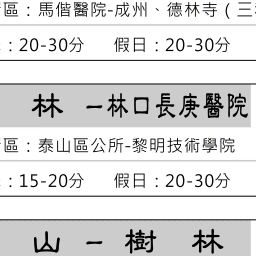 區：馬偕醫院-成州、德林寺（三
：20-30分　假日：20-30分
林 －林口長庚醫院
區：泰山區公所-黎明技術學院
：15-20分　假日：20-30分
山 － 樹 林